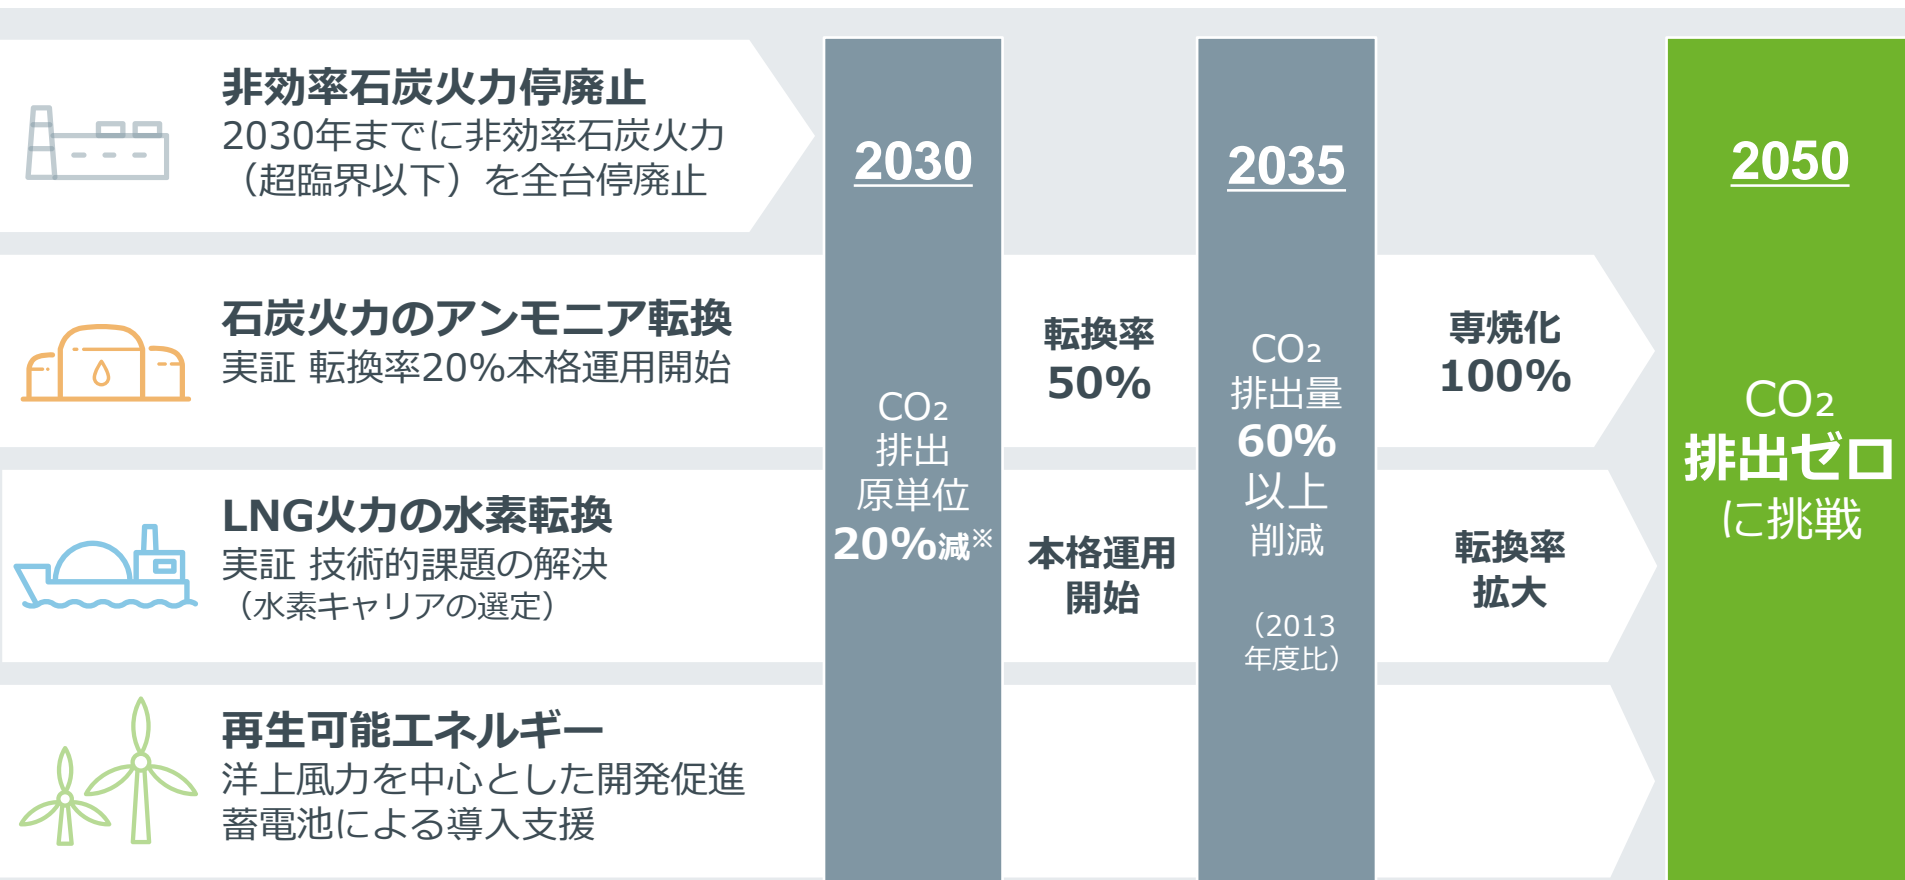 非効率石炭火力停廃止
2030年までに非効率石炭火力
（超臨界以下）を全台停廃止
石炭火力のアンモニア転換
実証 転換率20%本格運用開始
LNG火力の水素転換
実証 技術的課題の解決
（水素キャリアの選定）
再生可能エネルギー
洋上風力を中心とした開発促進
蓄電池による導入支援
2030
CO₂
排出
原単位
20%減※
転換率
50%
本格運用
開始
2035
CO₂
排出量
60%
以上
削減
（2013
年度比）
専焼化
100%
転換率
拡大
2050
CO₂
排出ゼロ
に挑戦